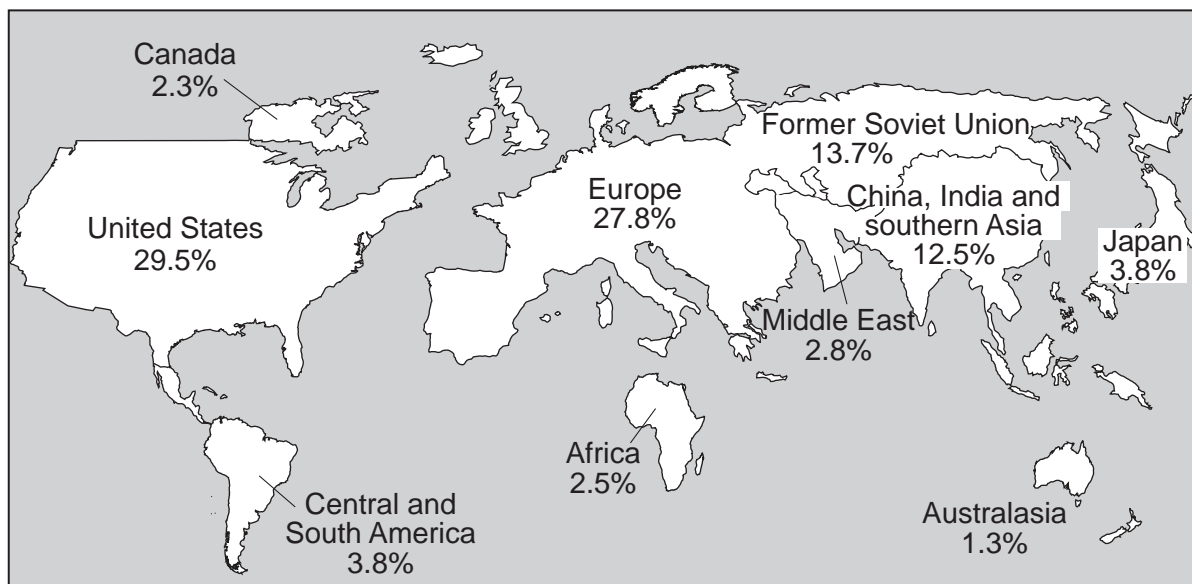 Canada
2.3%
Former Soviet Union
13.7%
United States
29.5%
Europe
27.8%
China, India and
southern Asia
12.5%
Japan
3.8%
Middle East
2.8%
Africa
2.5%
Central and
South America
3.8%
Australasia
1.3%